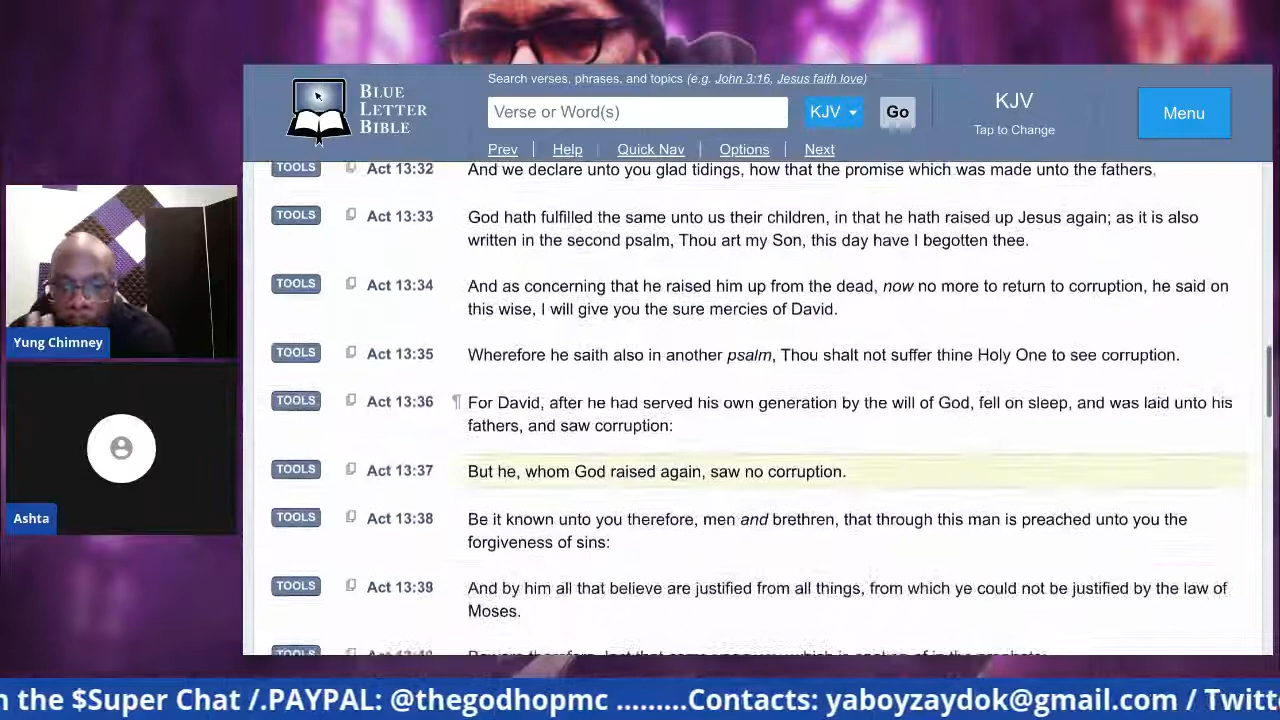 Search verses, phrases, and topics (e.g. John 3:16, Jesus faith love)
BLUE
LETTER
BIBLE
Verse or Word(s)
KJV
Go
KJV
Tap to Change
Menu
Prev
Help
Quick Nav
Options
Next
TOOLS Act 13:32 And we declare unto you glad tidings, how that the promise which was made unto the fathers,
TOOLS Act 13:33 God hath fulfilled the same unto us their children, in that he hath raised up Jesus again; as it is also
written in the second psalm, Thou art my Son, this day have I begotten thee.
TOOLS Act 13:34 And as concerning that he raised him up from the dead, now no more to return to corruption, he said on
this wise, I will give you the sure mercies of David.
TOOLS Act 13:35 Wherefore he saith also in another psalm, Thou shalt not suffer thine Holy One to see corruption.
TOOLS Act 13:36 ¶ For David, after he had served his own generation by the will of God, fell on sleep, and was laid unto his
fathers, and saw corruption:
TOOLS Act 13:37 But he, whom God raised again, saw no corruption.
TOOLS Act 13:38 Be it known unto you therefore, men and brethren, that through this man is preached unto you the
forgiveness of sins:
TOOLS Act 13:39 And by him all that believe are justified from all things, from which ye could not be justified by the law of
Moses.
TOOLS
Yung Chimney
Ashta
n the $Super Chat /.PAYPAL: @thegodhopmc .........Contacts: yaboyzaydok@gmail.com / Twitt